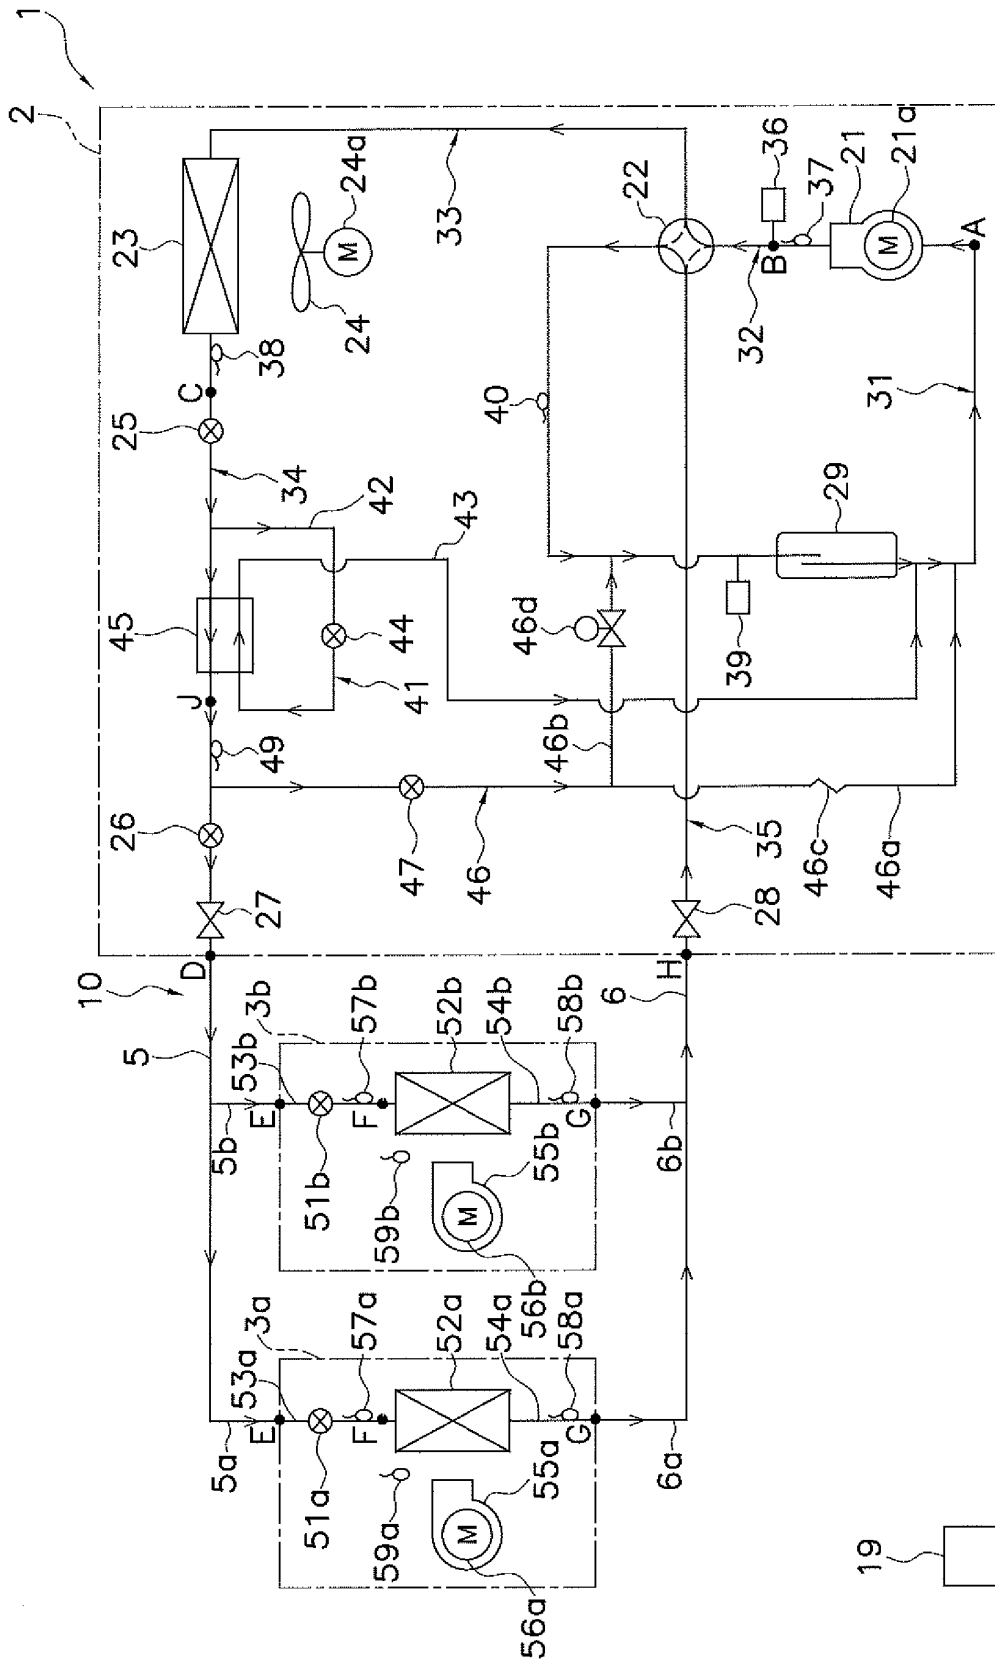 1
2
10
5
26
45
25
23
D
J
C
5a
5b
E
53a
3a
E
53b
3b
27
49
34
38
51a
51b
F
57a
F
57b
42
24
M
24a
59a
59b
47
41
44
43
33
M
55a
52a
M
55b
52b
56a
56b
54a
54b
46
40
G
58a
G
58b
46b
46d
6
22
6a
6b
H
35
39
32
B
36
28
46c
29
37
M
21
21a
46a
31
A
19